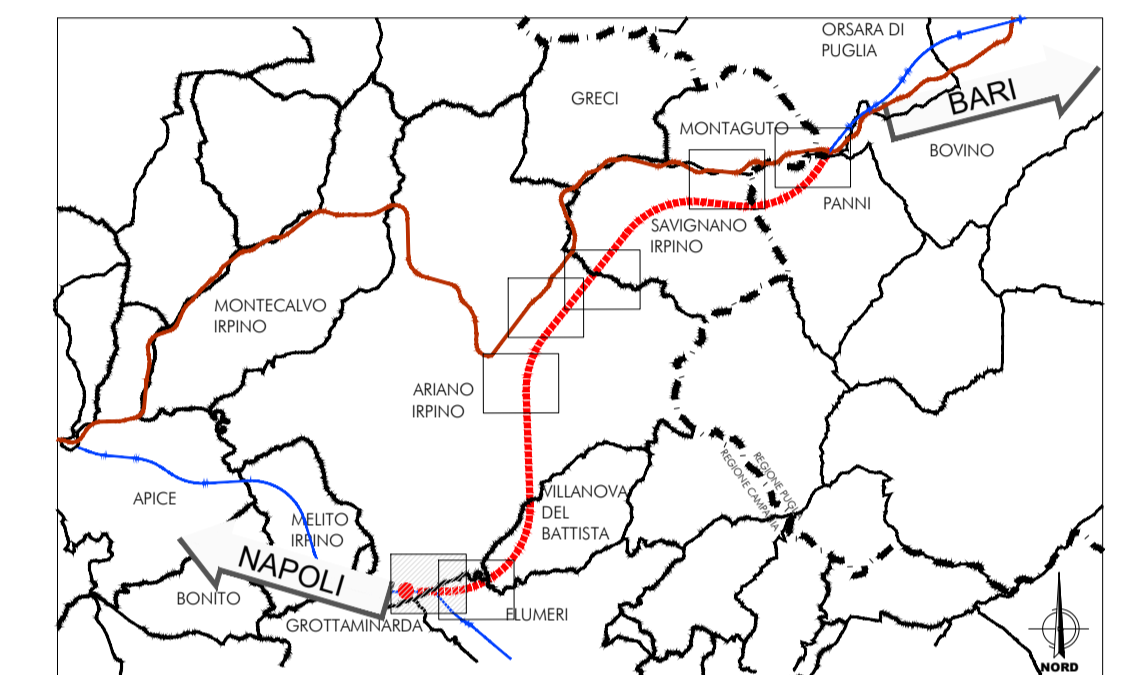 ORSARA DI
PUGLIA
GRECI
BARI
MONTAGUTO
BOVINO
PANNI
SAVIGNANO
IRPINO
MONTECALVO
IRPINO
ARIANO
IRPINO
REGIONE PUGLIA
REGIONE CAMPANIA
APICE
VILLANOVA
DEL
BATTISTA
MELITO
IRPINO
NAPOLI
BONITO
FLUMERI
GROTTAMINARDA
NORD